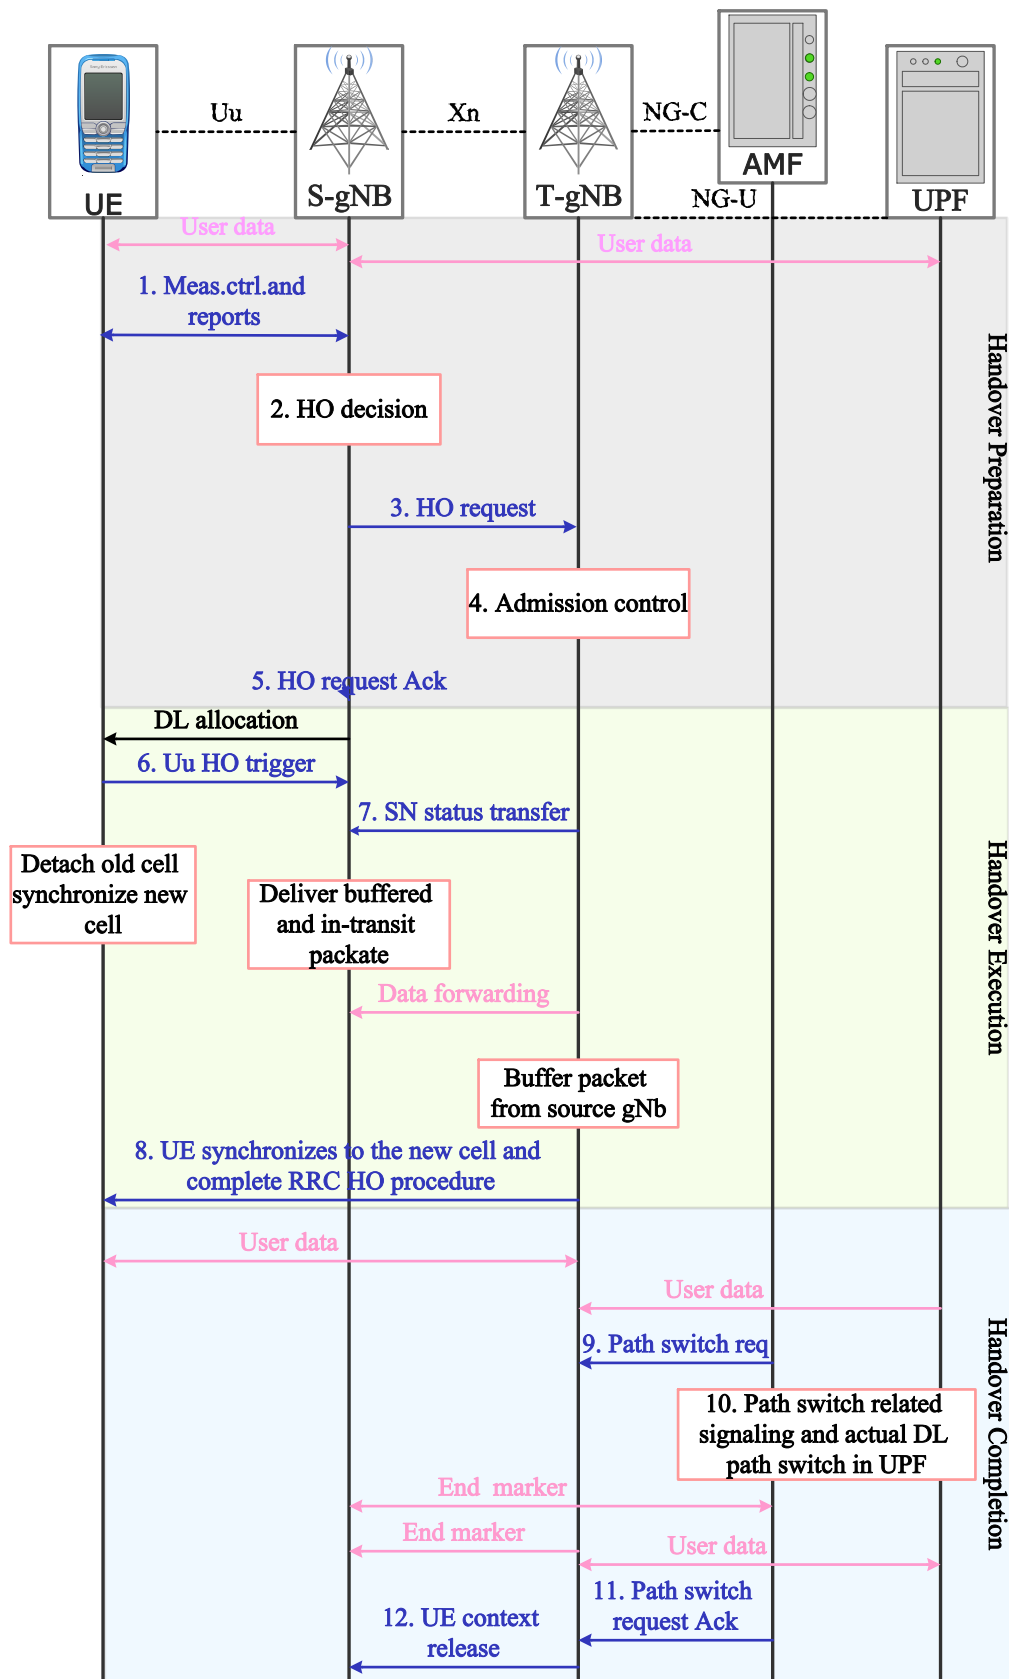 Uu
Xn
NG-C
NG-U
UE
S-gNB
T-gNB
AMF
UPF
User data
User data
1. Meas.ctrl.and
reports
2. HO decision
3. HO request
4. Admission control
5. HO request Ack
Handover Preparation
DL allocation
6. Uu HO trigger
7. SN status transfer
Detach old cell
synchronize new
cell
Deliver buffered
and in-transit
packate
Data forwarding
Buffer packet
from source gNb
8. UE synchronizes to the new cell and
complete RRC HO procedure
Handover Execution
User data
User data
9. Path switch req
10. Path switch related
signaling and actual DL
path switch in UPF
End marker
End marker
User data
11. Path switch
request Ack
12. UE context
release
Handover Completion